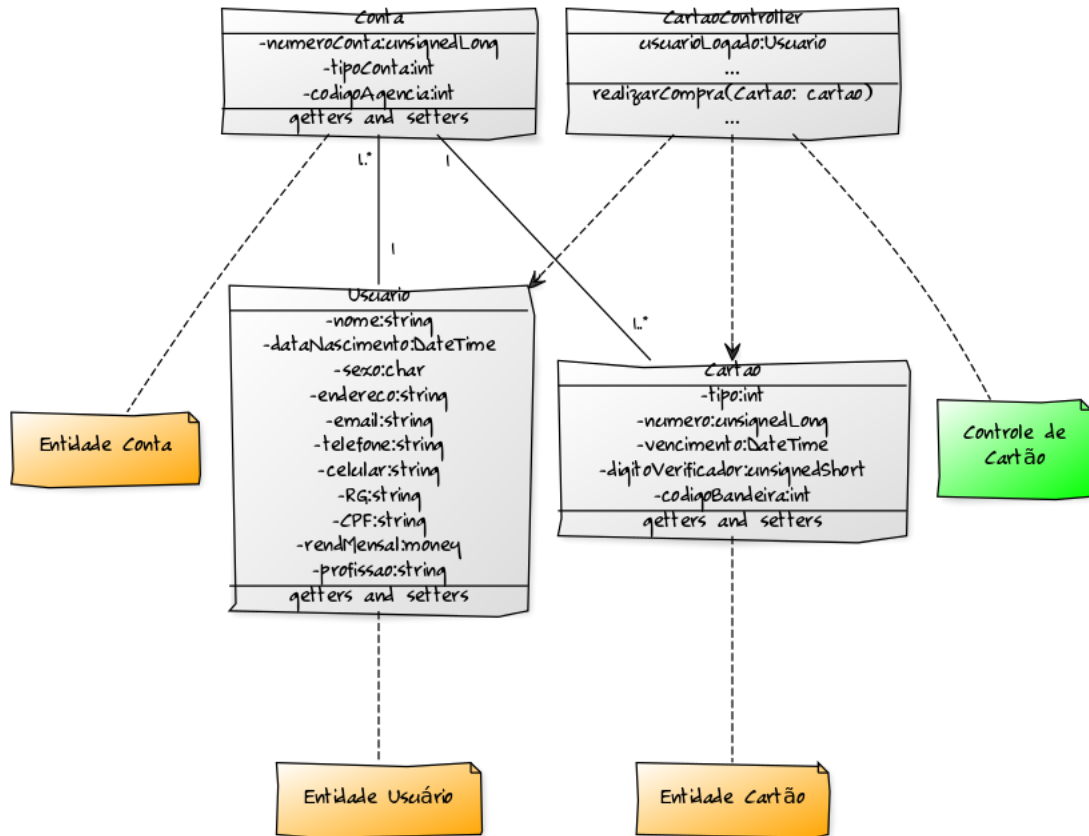 Conta
-numeroConta:unsignedLong
-tipoConta:int
-codigoAgencia:int
getters and setters
CartaoController
usuarioLogado:Usuario
...
realizarCompra(Cartao: cartao)
...
1..*
1
1
1..*
Usuario
-nome:string
-dataNascimento:DateTime
-sexo:char
-endereco:string
-email:string
-telefone:string
-celular:string
-RG:string
-CPF:string
-rendMensal:money
-profissao:string
getters and setters
Cartao
-tipo:int
-numero:unsignedLong
-vencimento:DateTime
-digitoVerificador:unsignedShort
-codigoBandeira:int
getters and setters
Entidade Conta
Controle de
Cartão
Entidade Usuário
Entidade Cartão